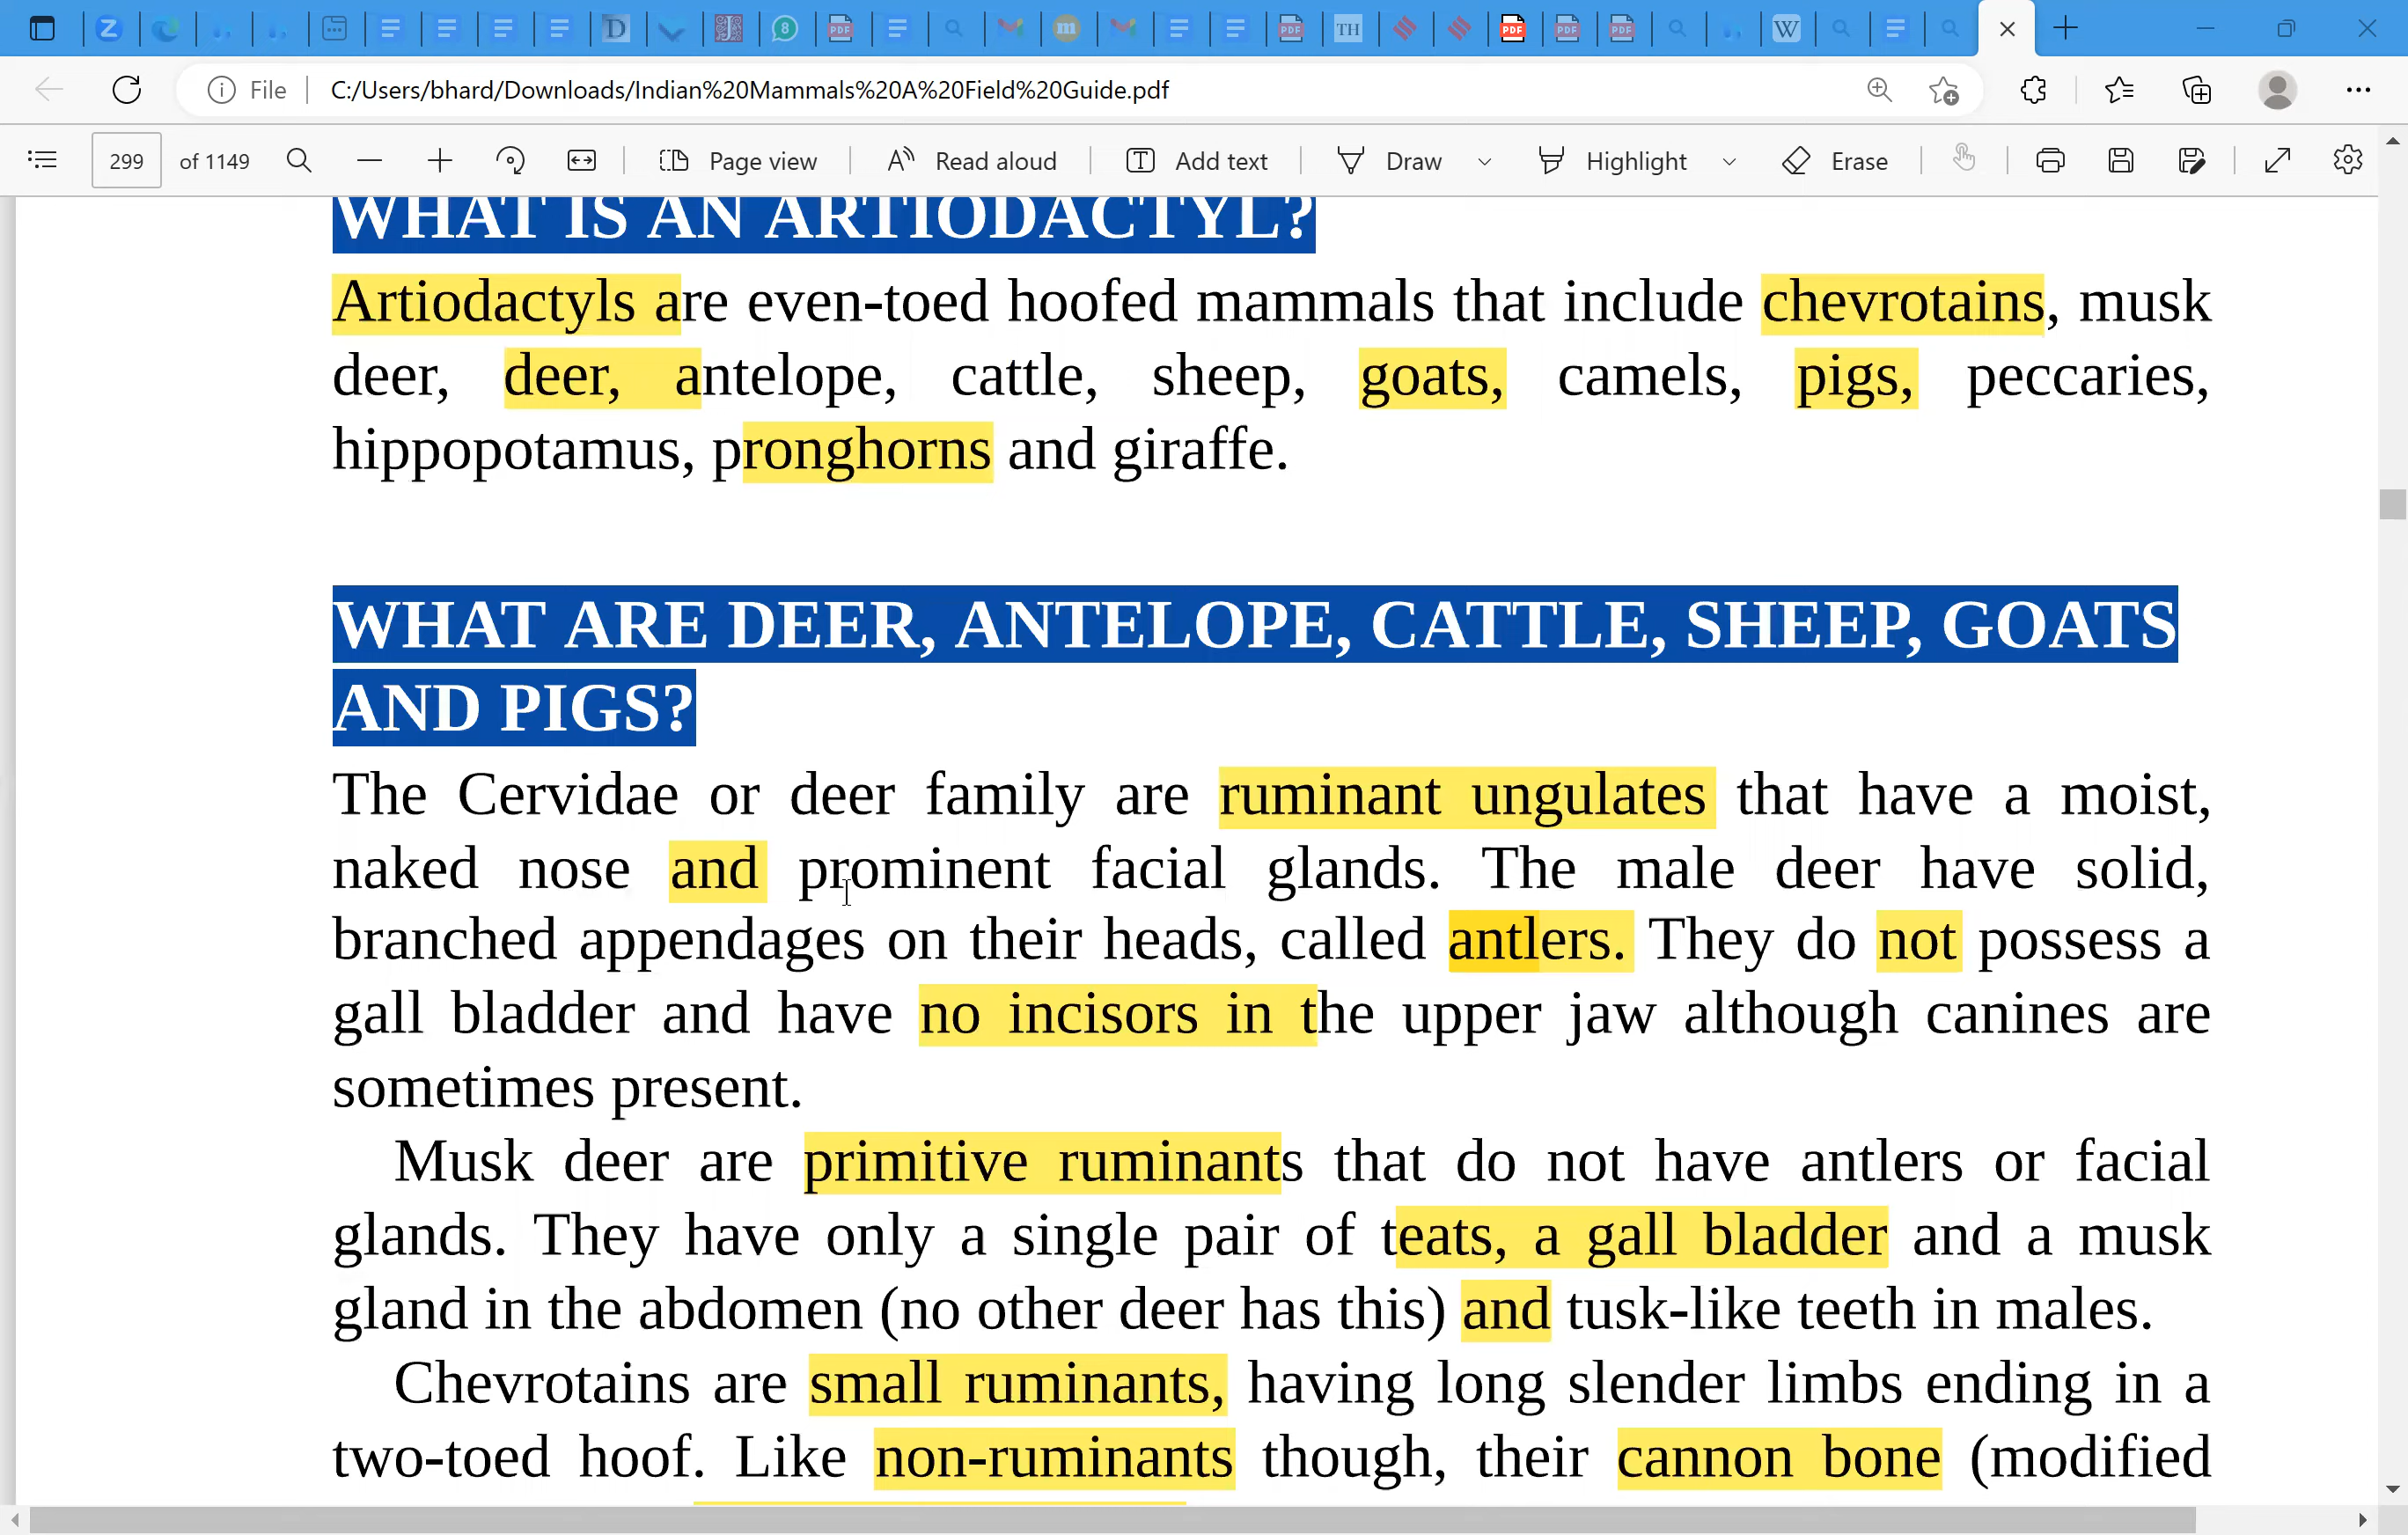 File
C:/Users/bhard/Downloads/Indian%20Mammals%20A%20Field%20Guide.pdf
299 of 1149
Page view
Read aloud
Add text
Draw
Highlight
Erase
WHAT IS AN ARTIODACTYL?
Artiodactyls are even-toed hoofed mammals that include chevrotains, musk
deer, deer, antelope, cattle, sheep, goats, camels, pigs, peccaries,
hippopotamus, pronghorns and giraffe.
WHAT ARE DEER, ANTELOPE, CATTLE, SHEEP, GOATS
AND PIGS?
The Cervidae or deer family are ruminant ungulates that have a moist,
naked nose and prominent facial glands. The male deer have solid,
branched appendages on their heads, called antlers. They do not possess a
gall bladder and have no incisors in the upper jaw although canines are
sometimes present.
Musk deer are primitive ruminants that do not have antlers or facial
glands. They have only a single pair of teats, a gall bladder and a musk
gland in the abdomen (no other deer has this) and tusk-like teeth in males.
Chevrotains are small ruminants, having long slender limbs ending in a
two-toed hoof. Like non-ruminants though, their cannon bone (modified